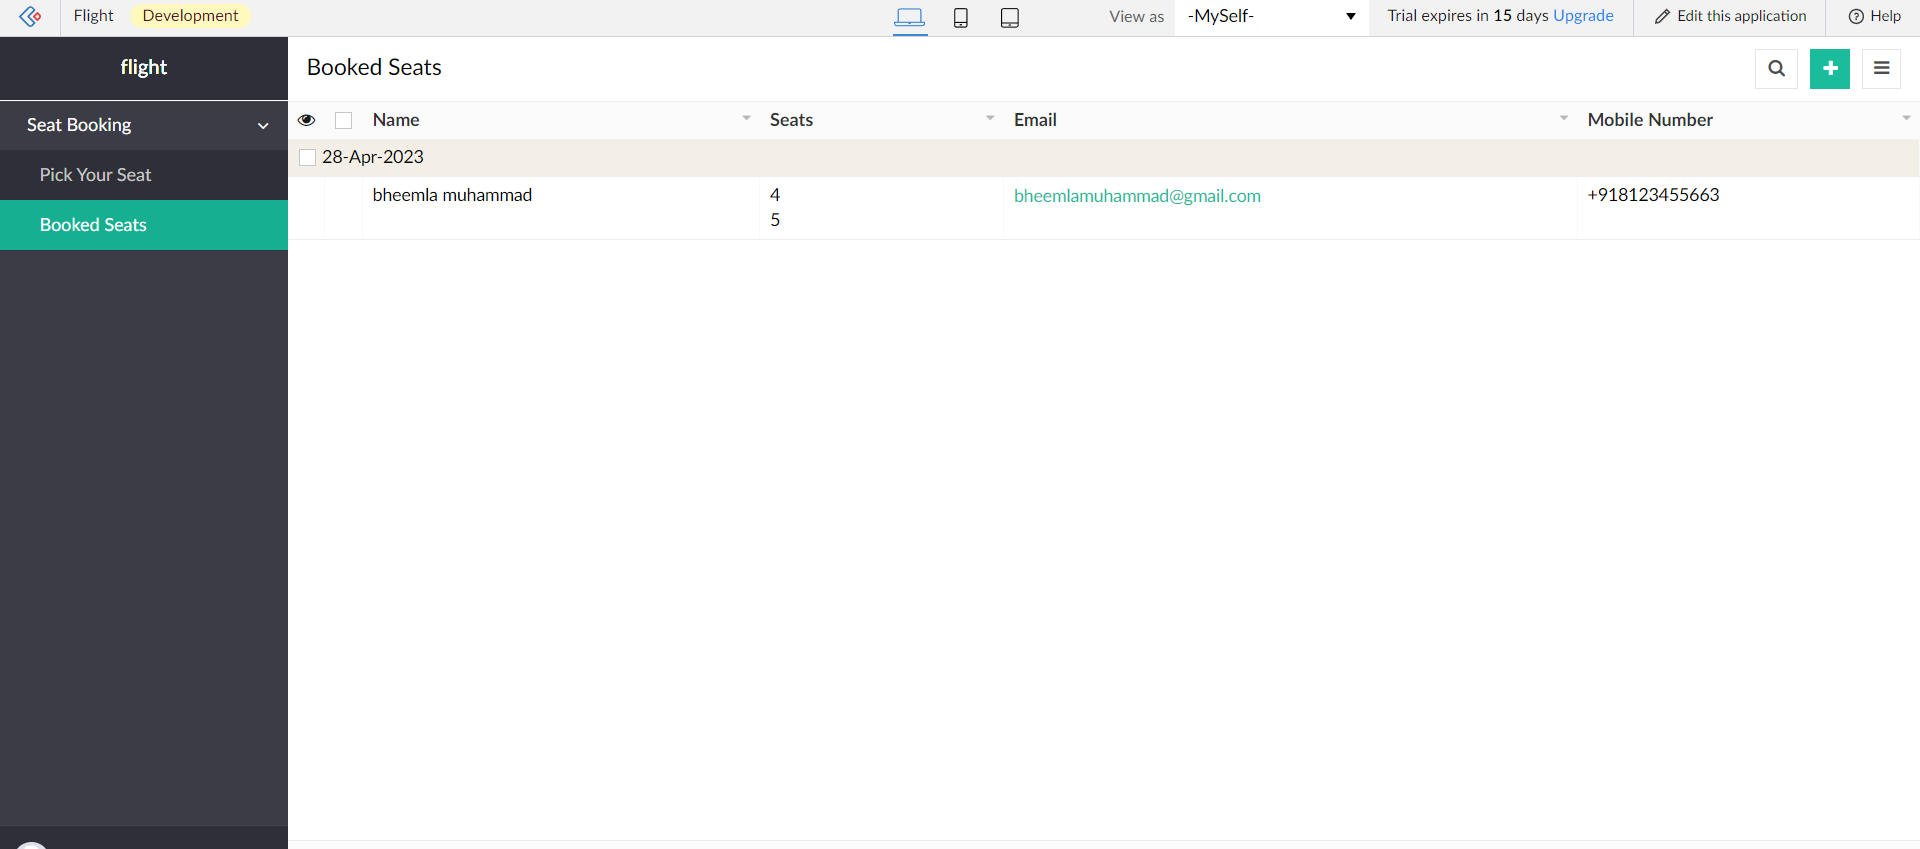 Flight Development View as -MySelf- Trial expires in 15 days Upgrade Edit this application Help
flight
Booked Seats
Seat Booking
Pick Your Seat
Booked Seats
Name Seats Email Mobile Number
28-Apr-2023
bheemla muhammad 4 bheemlamuhammad@gmail.com +918123455663
5